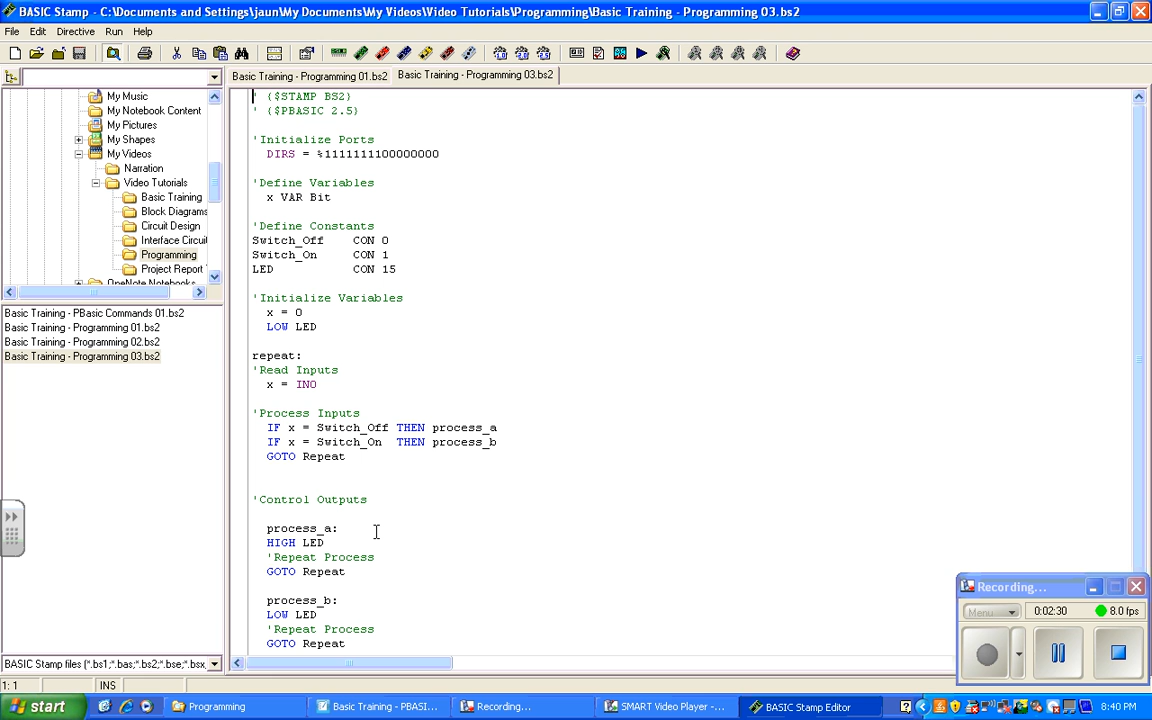 BASIC Stamp - C:\Documents and Settings\jaun\My Documents\My Videos\Video Tutorials\Programming\Basic Training - Programming 03.bs2
File Edit Directive Run Help
Basic Training - Programming 01.bs2 Basic Training - Programming 03.bs2
My Music
My Notebook Content
My Pictures
My Shapes
My Videos
Narration
Video Tutorials
Basic Training
Block Diagrams
Circuit Design
Interface Circuit
Programming
Project Report
OneNote Notebooks
Basic Training - PBasic Commands 01.bs2
Basic Training - Programming 01.bs2
Basic Training - Programming 02.bs2
Basic Training - Programming 03.bs2
BASIC Stamp files (*.bs1;*.bas;*.bs2;*.bse;*.bsx,
' {$STAMP BS2}
' {$PBASIC 2.5}
'Initialize Ports
DIRS = %1111111100000000
'Define Variables
x VAR Bit
'Define Constants
Switch_Off CON 0
Switch_On CON 1
LED CON 15
'Initialize Variables
x = 0
LOW LED
repeat:
'Read Inputs
x = IN0
'Process Inputs
IF x = Switch_Off THEN process_a
IF x = Switch_On THEN process_b
GOTO Repeat
'Control Outputs
process_a:
HIGH LED
'Repeat Process
GOTO Repeat
process_b:
LOW LED
'Repeat Process
GOTO Repeat
Recording...
Menu 0:02:30 8.0 fps
1: 1 INS
start Programming Basic Training - PBASI... Recording... SMART Video Player -... BASIC Stamp Editor 8:40 PM